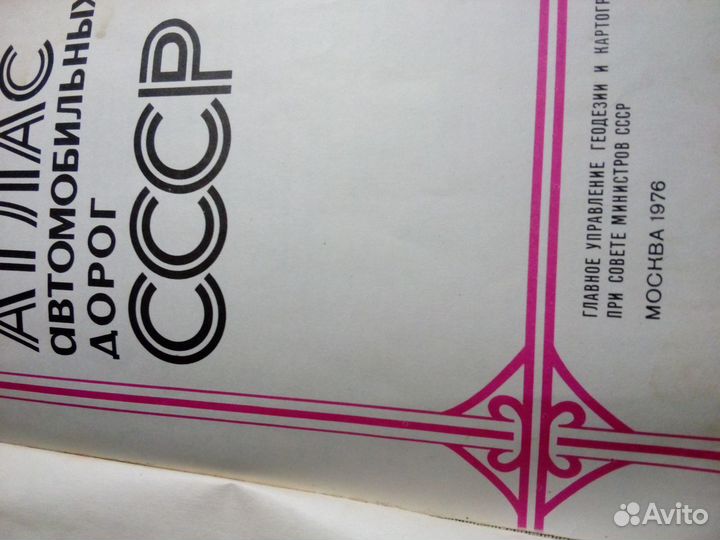 АТЛАС
автомобильных
дорог
СССР
ГЛАВНОЕ УПРАВЛЕНИЕ ГЕОДЕЗИИ И КАРТОГР
ПРИ СОВЕТЕ МИНИСТРОВ СССР
МОСКВА 1976
Avito